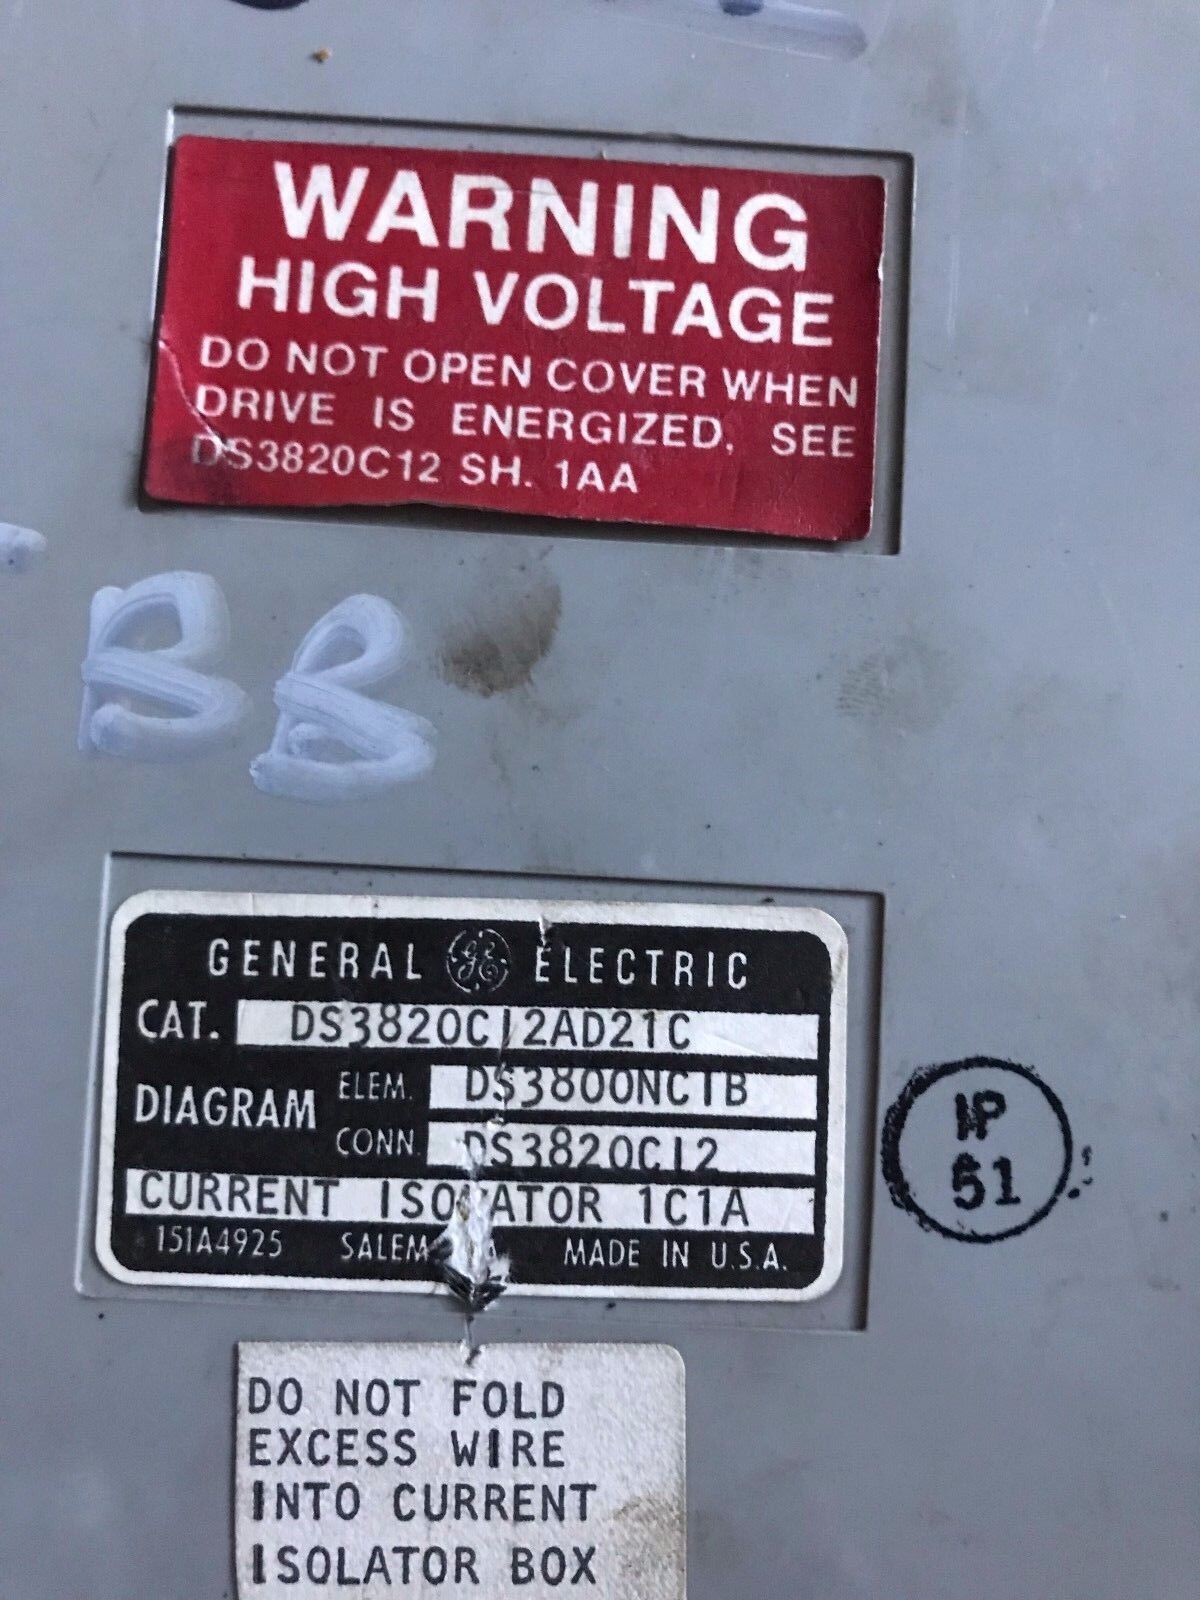 WARNING
HIGH VOLTAGE
DO NOT OPEN COVER WHEN
DRIVE IS ENERGIZED, SEE
DS3820C12 SH. 1AA
BB
GENERAL GE ELECTRIC
CAT. DS3820C12AD21C
DIAGRAM ELEM. DS3800NCTB
CONN. DS3820C12
CURRENT ISOLATOR 1C1A
151A4925 SALEM MADE IN U.S.A.
IP
51
DO NOT FOLD
EXCESS WIRE
INTO CURRENT
ISOLATOR BOX